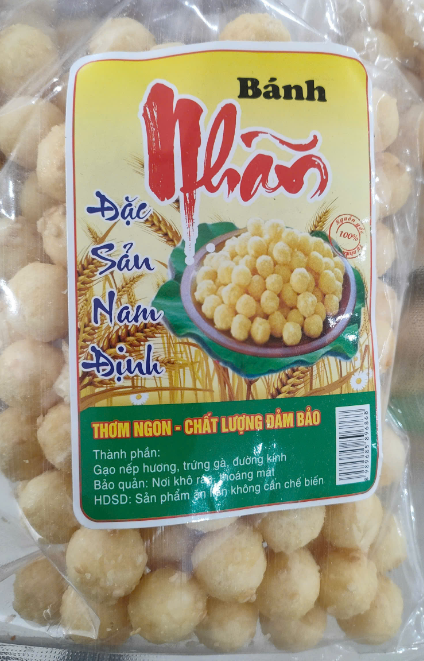 Bánh
Nhãn
Đặc
Sản
Nam
Định
100%
THƠM NGON - CHẤT LƯỢNG ĐẢM BẢO
Thành phần:
Gạo nếp hương, trứng gà, đường kính
Bảo quản: Nơi khô ráo, thoáng mát
HDSD: Sản phẩm ăn liền không cần chế biến